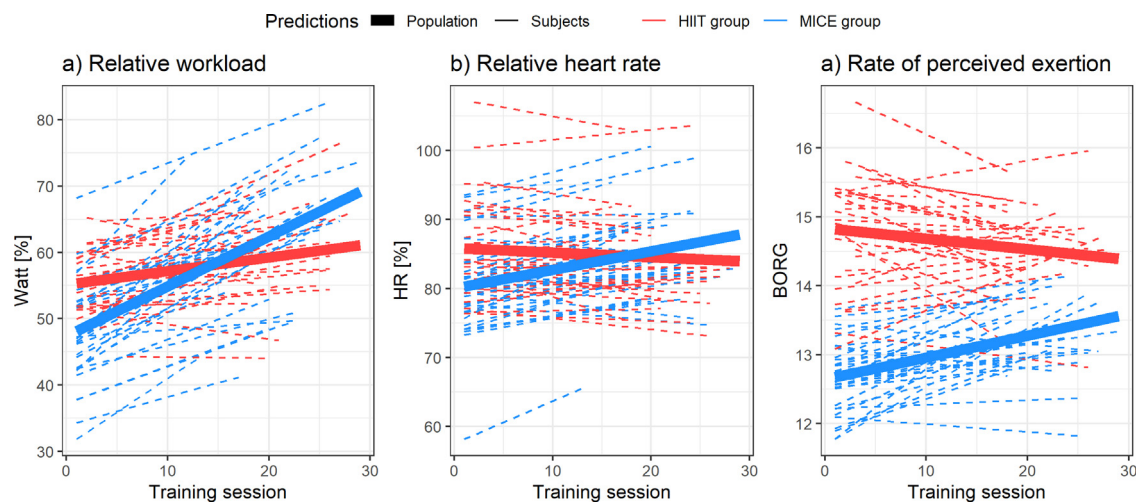 Predictions Population Subjects HIIT group MICE group
a) Relative workload
b) Relative heart rate
a) Rate of perceived exertion
Watt [%]
80
70
60
50
40
30
0 10 20 30
Training session
HR [%]
100
90
80
70
60
0 10 20 30
Training session
BORG
16
15
14
13
12
0 10 20 30
Training session